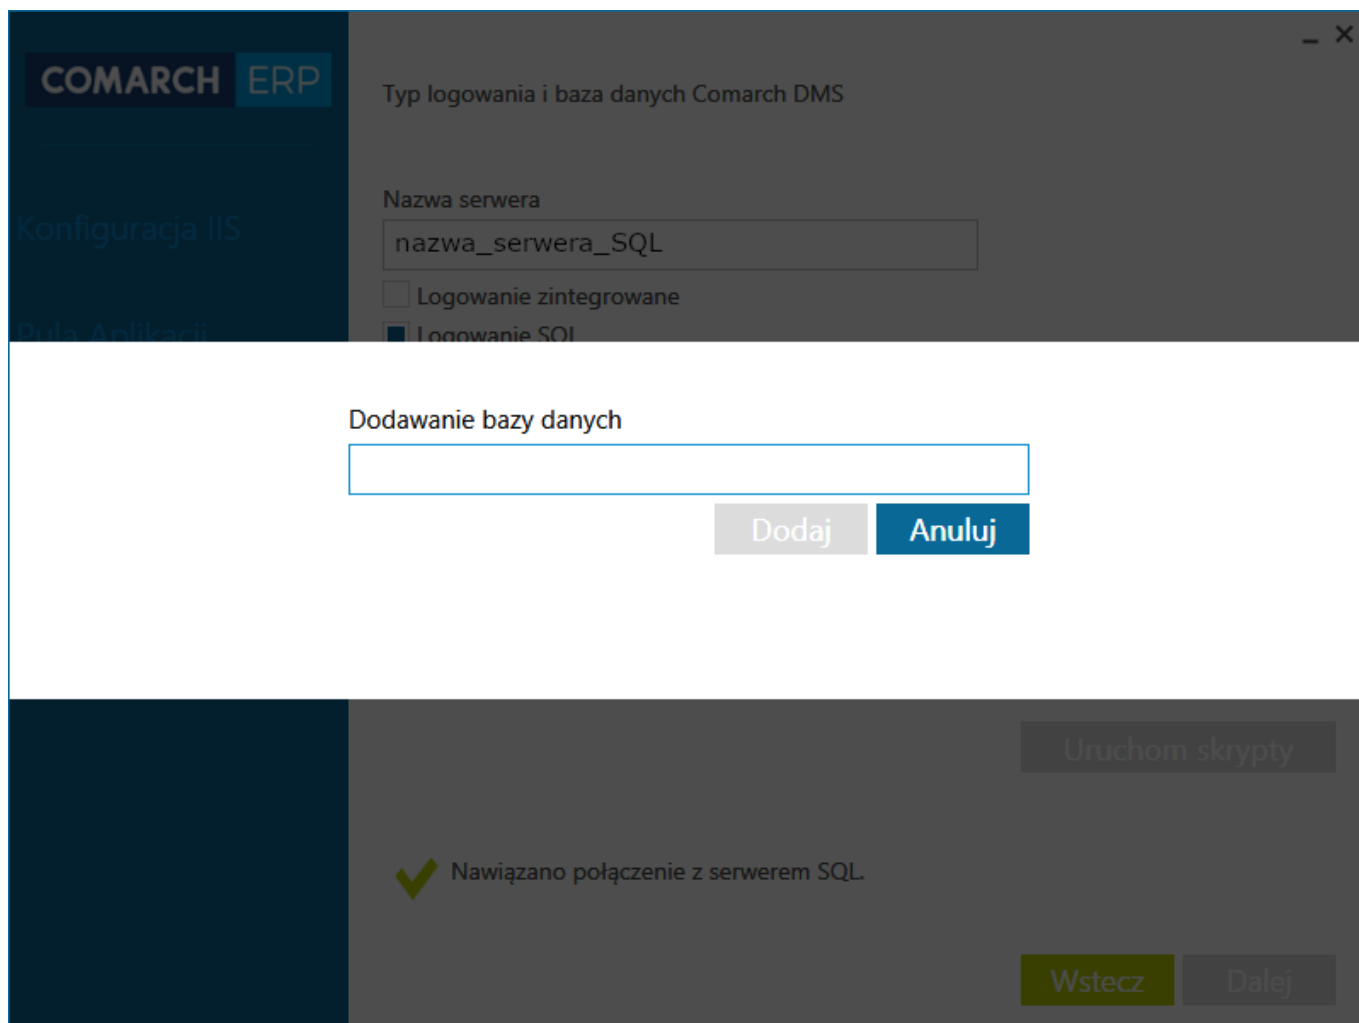 COMARCH ERP
Typ logowania i baza danych Comarch DMS
Nazwa serwera
Konfiguracja IIS
nazwa_serwera_SQL
Logowanie zintegrowane
Pula Aplikacji
Logowanie SQL
Dodawanie bazy danych
Dodaj
Anuluj
Uruchom skrypty
Nawiązano połączenie z serwerem SQL.
Wstecz
Dalej